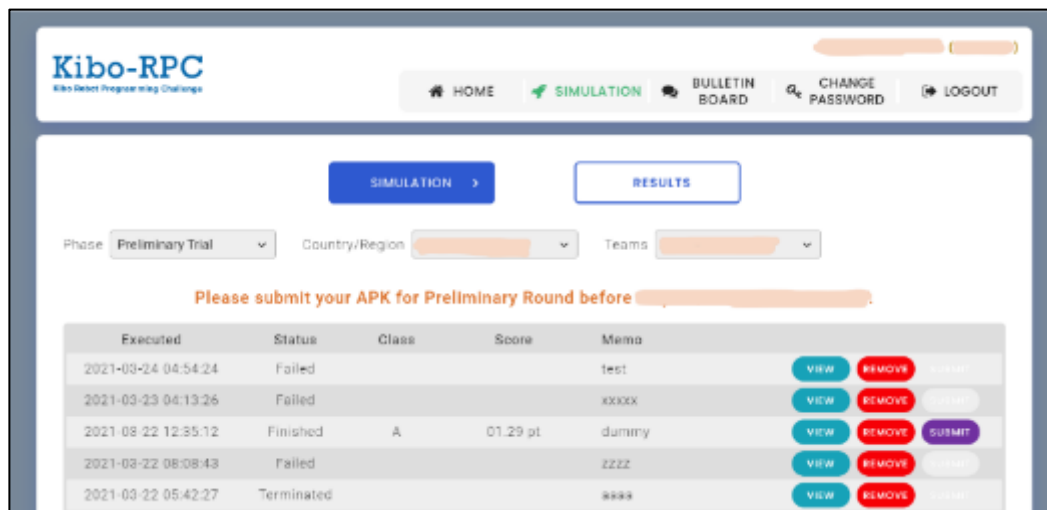 Kibo-RPC
Kibo Robot Programming Challenge
HOME SIMULATION BULLETIN BOARD CHANGE PASSWORD LOGOUT
SIMULATION >
RESULTS
Phase Preliminary Trial Country/Region Teams
Please submit your APK for Preliminary Round before .
Executed Status Class Score Memo
2021-03-24 04:54:24 Failed test VIEW REMOVE SUBMIT
2021-03-23 04:13:26 Failed xxxxx VIEW REMOVE SUBMIT
2021-03-22 12:35:12 Finished A 01.29 pt dummy VIEW REMOVE SUBMIT
2021-03-22 08:08:43 Failed zzzz VIEW REMOVE SUBMIT
2021-03-22 05:42:27 Terminated aaaa VIEW REMOVE SUBMIT